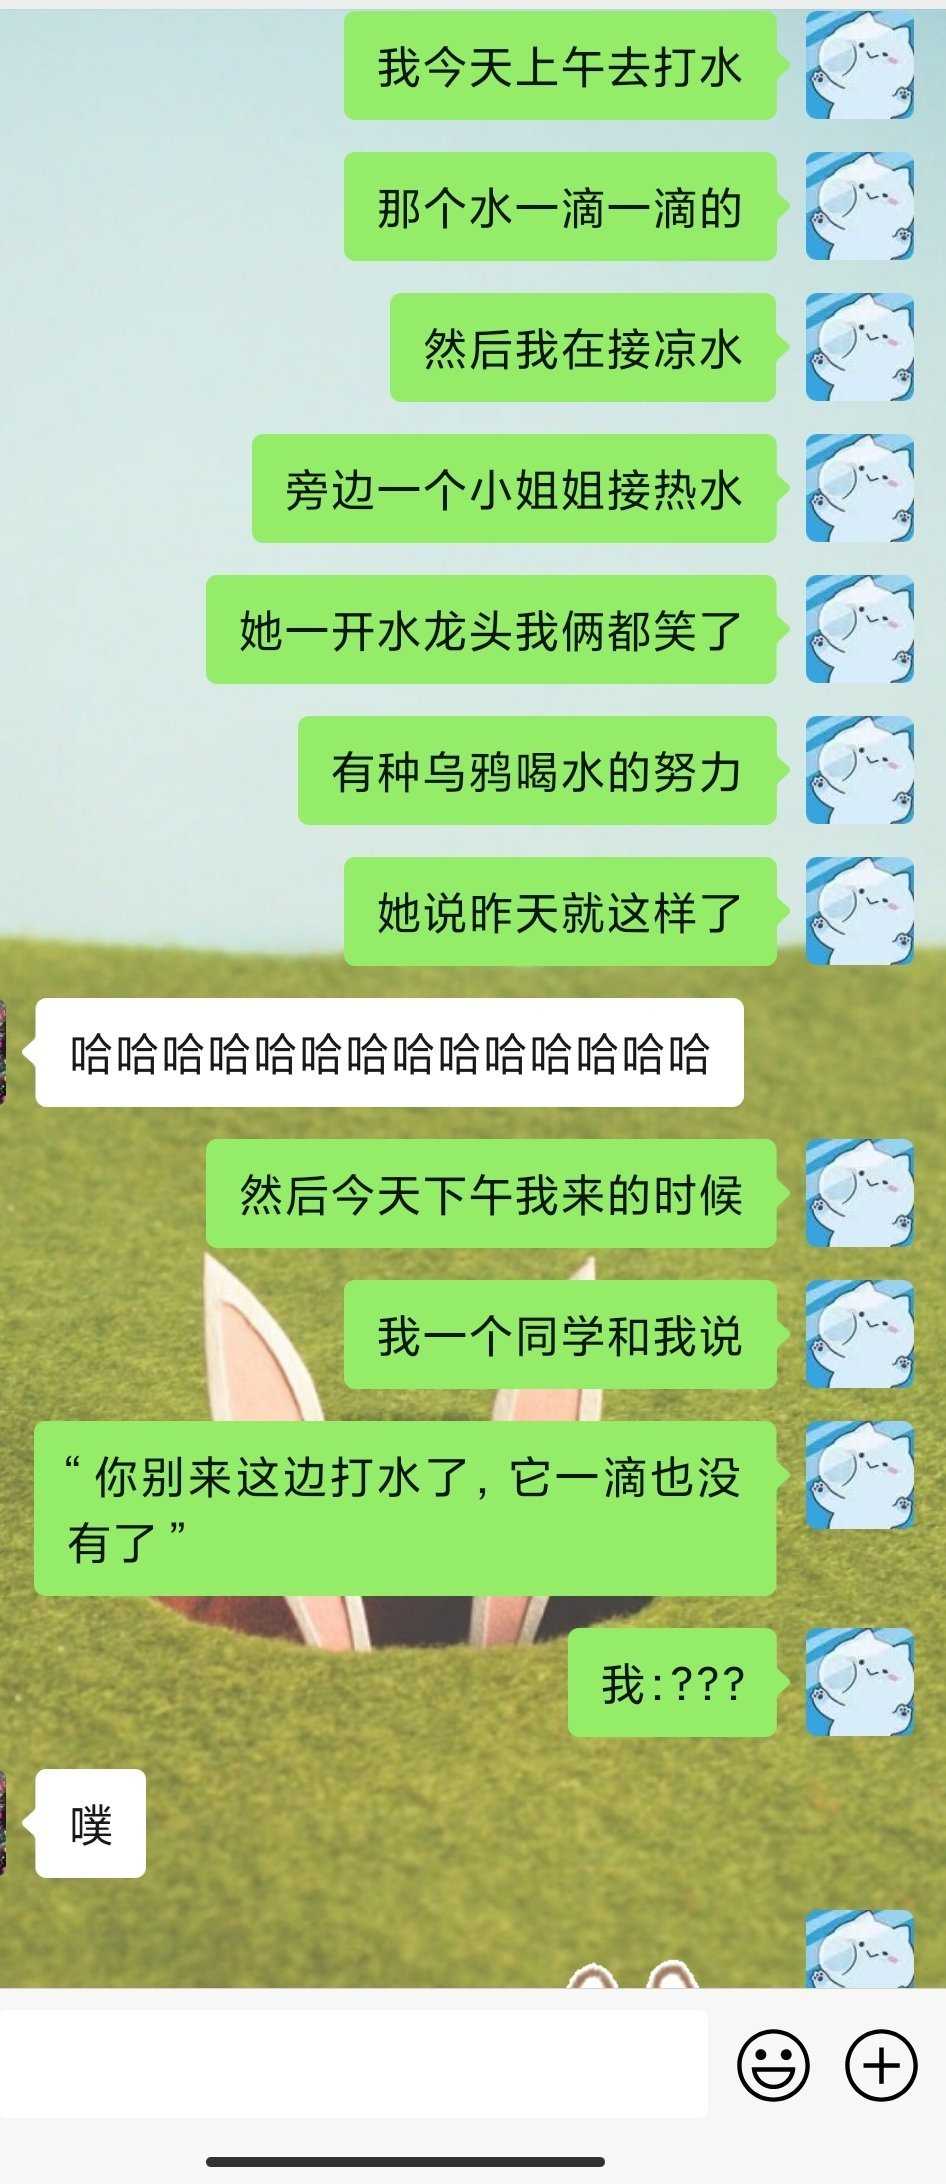 我今天上午去打水
那个水一滴一滴的
然后我在接凉水
旁边一个小姐姐接热水
她一开水龙头我俩都笑了
有种乌鸦喝水的努力
她说昨天就这样了
哈哈哈哈哈哈哈哈哈哈哈哈哈哈
然后今天下午我来的时候
我一个同学和我说
“你别来这边打水了，它一滴也没
有了”
我:???
噗